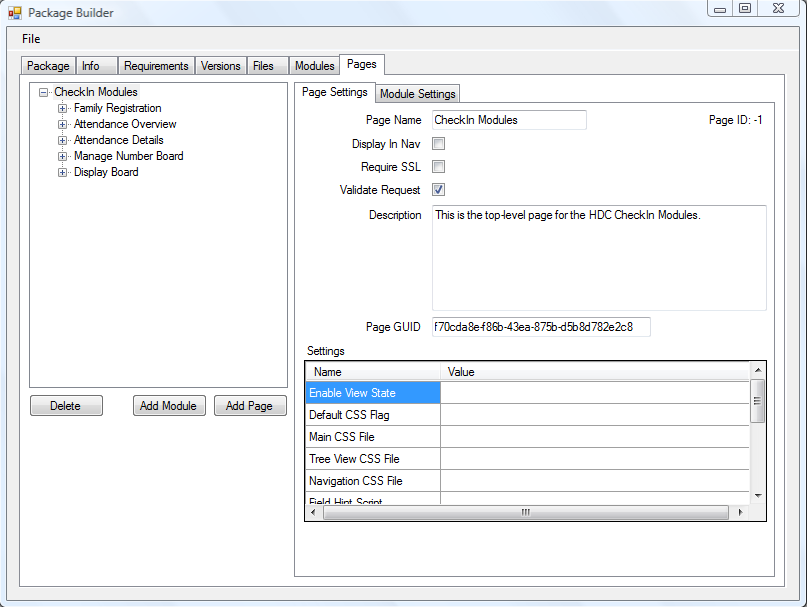 Package Builder
File
Package Info Requirements Versions Files Modules Pages
CheckIn Modules
Family Registration
Attendance Overview
Attendance Details
Manage Number Board
Display Board
Delete Add Module Add Page
Page Settings Module Settings
Page Name CheckIn Modules Page ID: -1
Display In Nav
Require SSL
Validate Request
Description This is the top-level page for the HDC CheckIn Modules.
Page GUID f70cda8e-f86b-43ea-875b-d5b8d782e2c8
Settings
Name Value
Enable View State
Default CSS Flag
Main CSS File
Tree View CSS File
Navigation CSS File
Field Hint Script